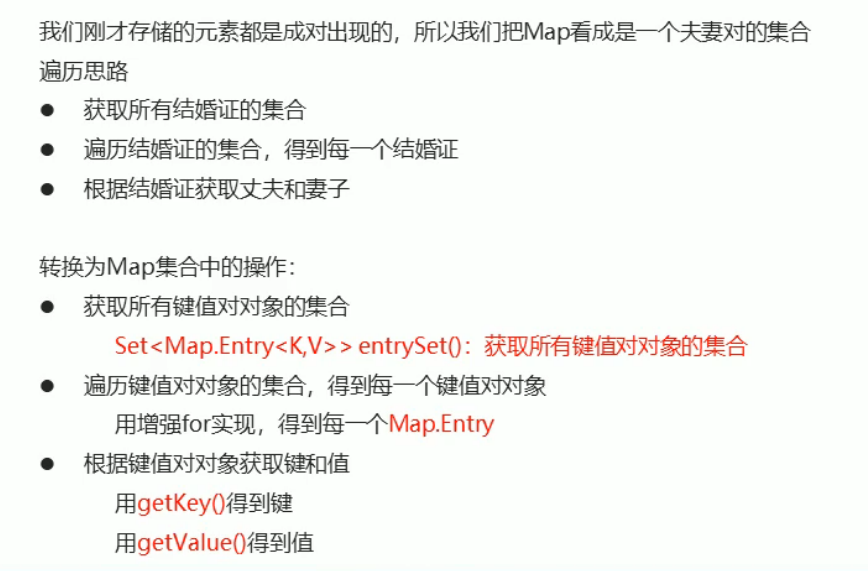 我们刚才存储的元素都是成对出现的，所以我们把Map看成是一个夫妻对的集合
遍历思路
● 获取所有结婚证的集合
● 遍历结婚证的集合，得到每一个结婚证
● 根据结婚证获取丈夫和妻子
转换为Map集合中的操作：
● 获取所有键值对对象的集合
Set<Map.Entry<K,V>> entrySet()：获取所有键值对对象的集合
● 遍历键值对对象的集合，得到每一个键值对对象
用增强for实现，得到每一个Map.Entry
● 根据键值对对象获取键和值
用getKey()得到键
用getValue()得到值